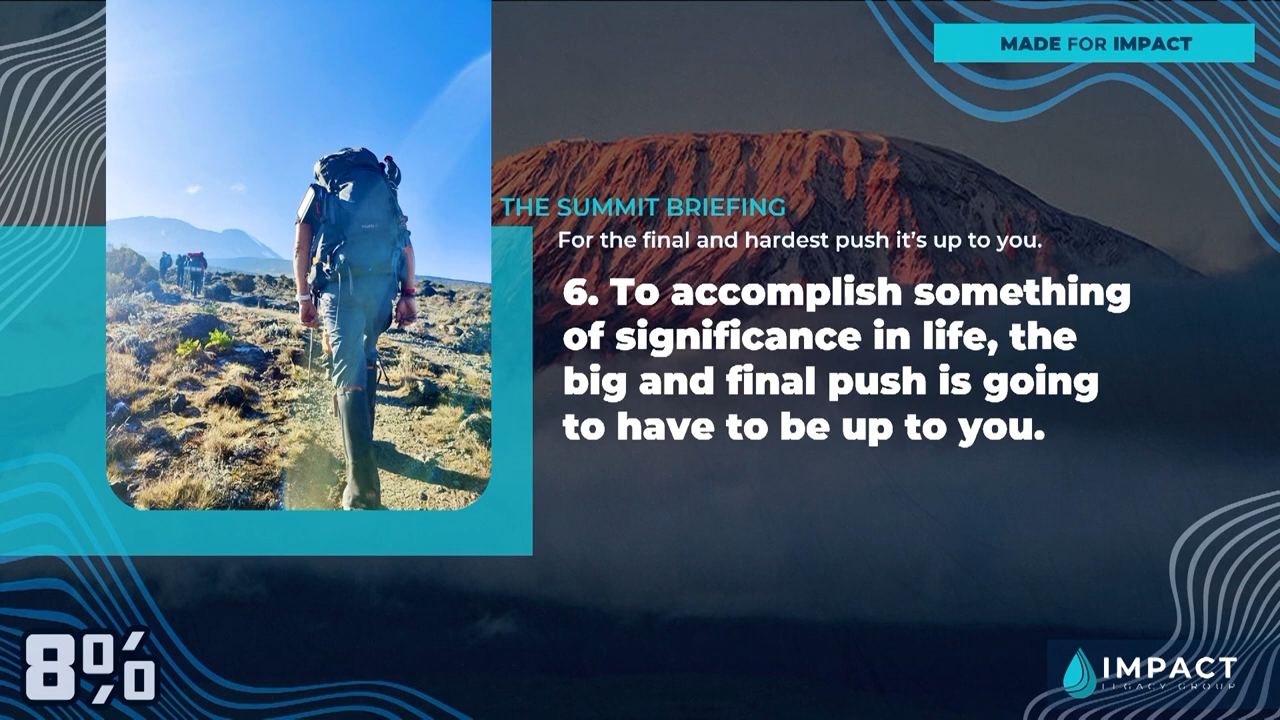 MADE FOR IMPACT
THE SUMMIT BRIEFING
For the final and hardest push it’s up to you.
6. To accomplish something
of significance in life, the
big and final push is going
to have to be up to you.
8%
IMPACT
LEGACY GROUP